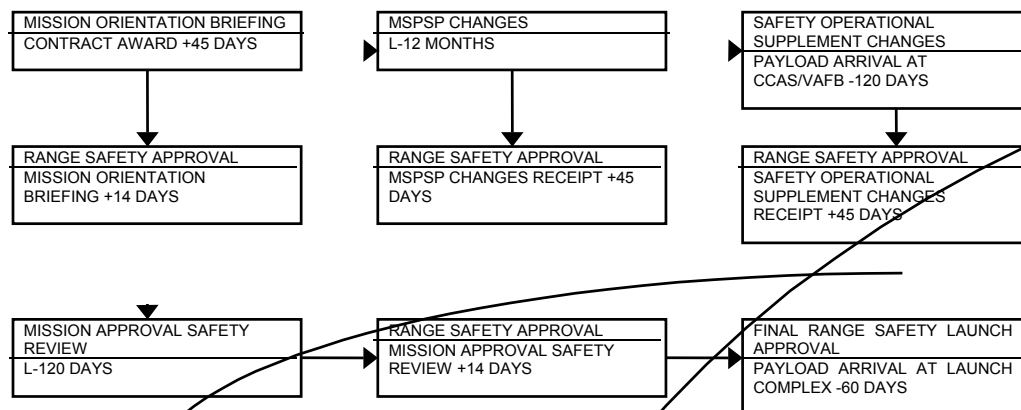 MISSION ORIENTATION BRIEFING
CONTRACT AWARD +45 DAYS
MSPSP CHANGES
L-12 MONTHS
SAFETY OPERATIONAL
SUPPLEMENT CHANGES
PAYLOAD ARRIVAL AT
CCAS/VAFB -120 DAYS
RANGE SAFETY APPROVAL
MISSION ORIENTATION
BRIEFING +14 DAYS
RANGE SAFETY APPROVAL
MSPSP CHANGES RECEIPT +45
DAYS
RANGE SAFETY APPROVAL
SAFETY OPERATIONAL
SUPPLEMENT CHANGES
RECEIPT +45 DAYS
MISSION APPROVAL SAFETY
REVIEW
L-120 DAYS
RANGE SAFETY APPROVAL
MISSION APPROVAL SAFETY
REVIEW +14 DAYS
FINAL RANGE SAFETY LAUNCH
APPROVAL
PAYLOAD ARRIVAL AT LAUNCH
COMPLEX -60 DAYS